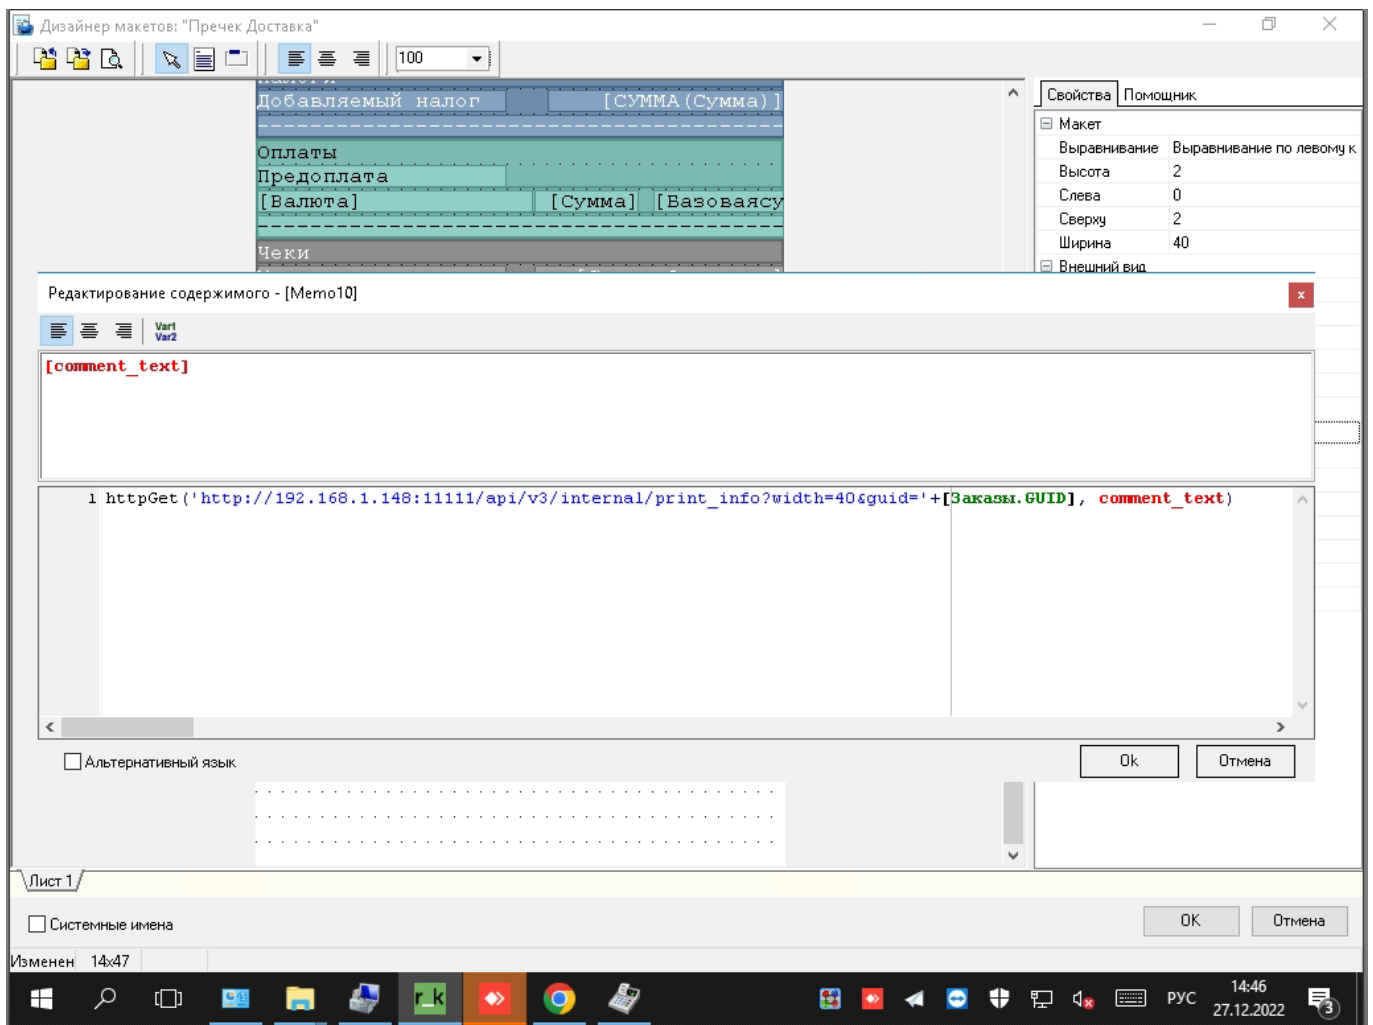 Дизайнер макетов: "Пречек Доставка"
100
Добавляемый налог [СУММА(Сумма)]
Оплаты
Предоплата
[Валюта] [Сумма] [Базоваясу
Чеки
Свойства Помощник
Макет
Выравнивание Выравнивание по левому к
Высота 2
Слева 0
Сверху 2
Ширина 40
Внешний вид
Редактирование содержимого - [Memo10]
x
Var1
Var2
[comment_text]
1 httpGet('http://192.168.1.148:11111/api/v3/internal/print_info?width=40&guid='+[Заказы.GUID], comment_text)
Альтернативный язык
Ok Отмена
Лист 1
Системные имена
OK Отмена
Изменен 14x47
r_k
РУС
14:46
27.12.2022
3